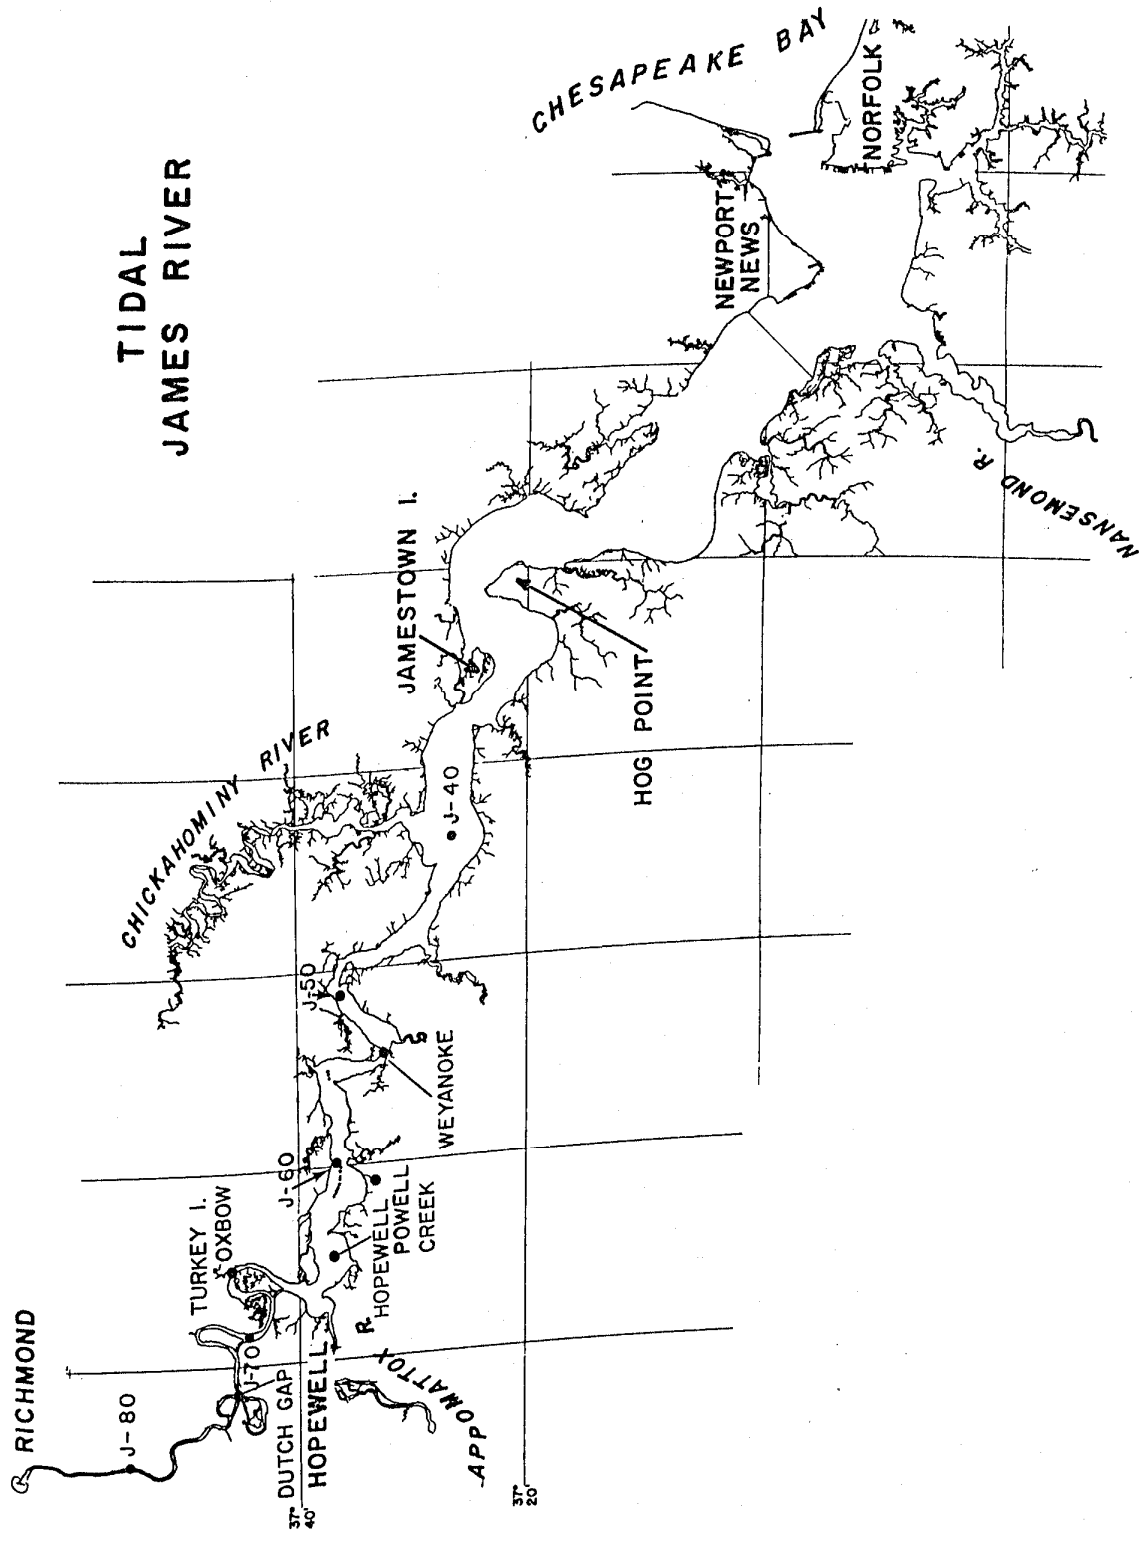 TIDAL
JAMES RIVER
RICHMOND
J-80
DUTCH GAP
HOPEWELL
J-70
TURKEY I.
OXBOW
APPOMATTOX R.
HOPEWELL
POWELL
CREEK
J-60
WEYANOKE
J-50
CHICKAHOMINY RIVER
J-40
JAMESTOWN I.
HOG POINT
NEWPORT
NEWS
NANSEMOND R.
NORFOLK
CHESAPEAKE BAY
37°
40'
37°
20'